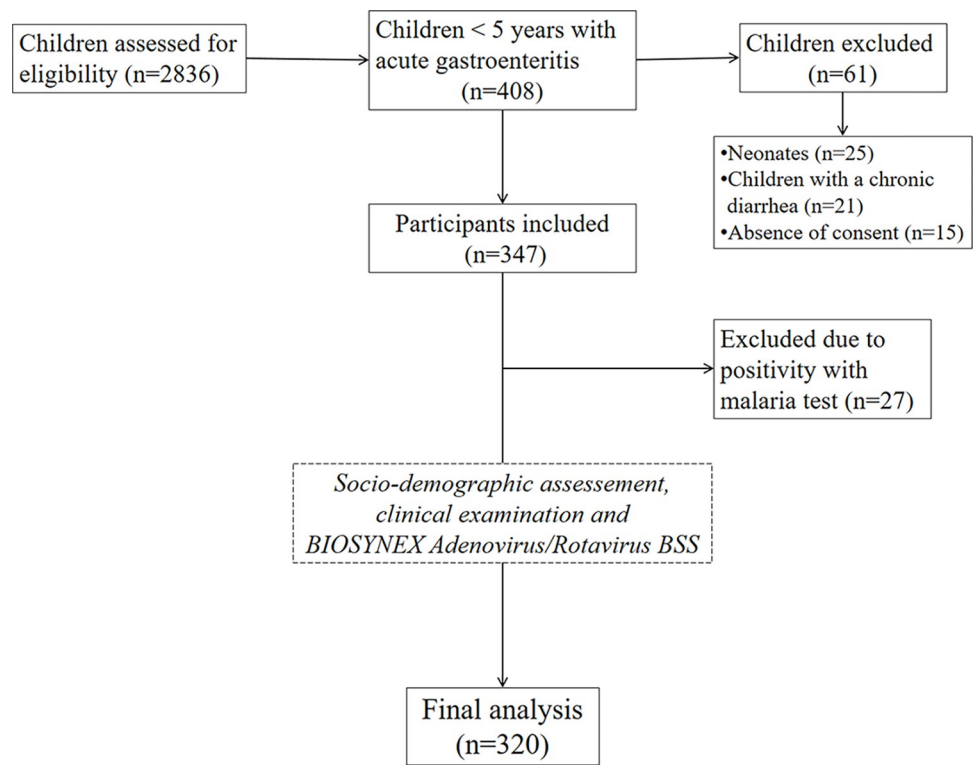 Children assessed for
eligibility (n=2836)
Children < 5 years with
acute gastroenteritis
(n=408)
Children excluded
(n=61)
•Neonates (n=25)
•Children with a chronic
diarrhea (n=21)
•Absence of consent (n=15)
Participants included
(n=347)
Excluded due to
positivity with
malaria test (n=27)
Socio-demographic assessement,
clinical examination and
BIOSYNEX Adenovirus/Rotavirus BSS
Final analysis
(n=320)